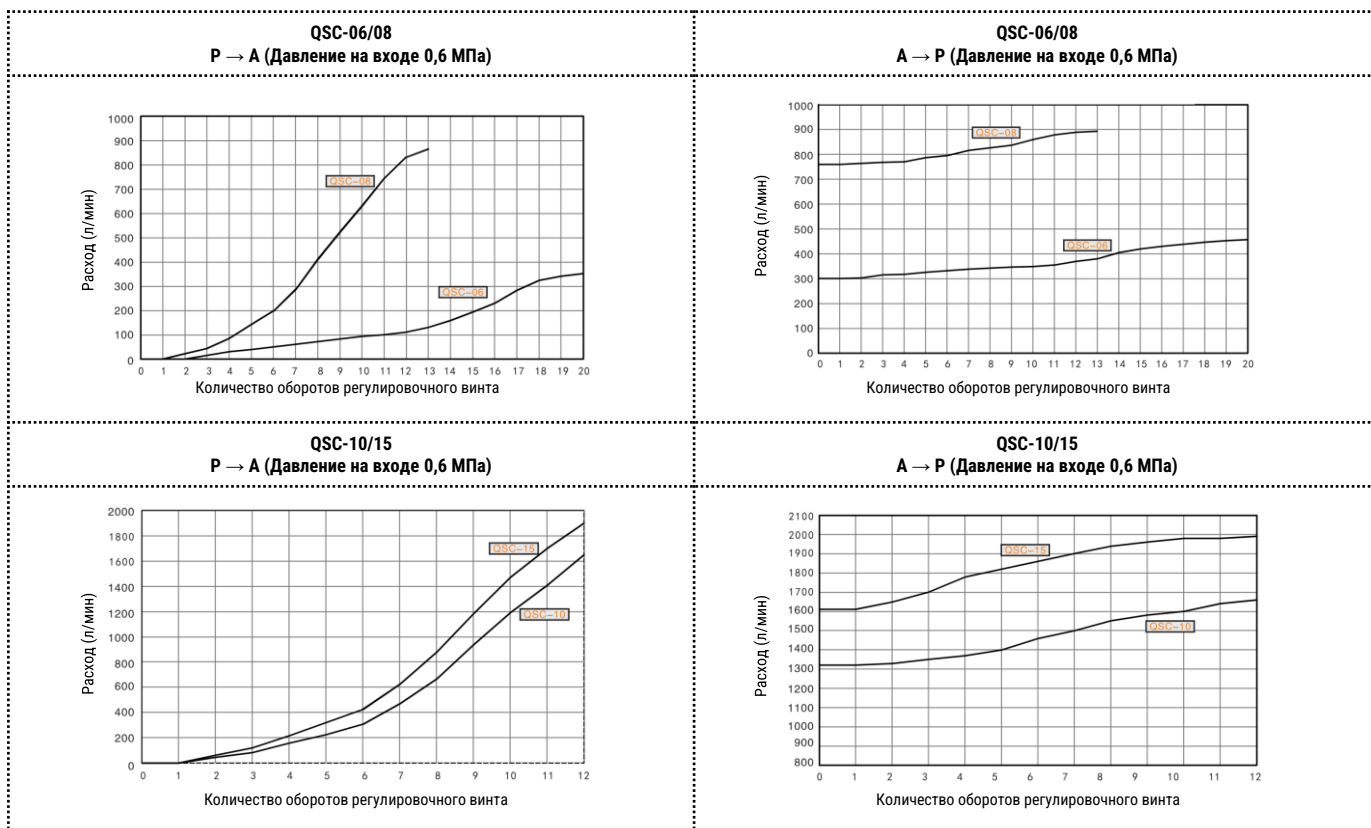 QSC-06/08
P → A (Давление на входе 0,6 МПа)
1000
900
800
700
600
500
400
300
200
100
0
0 1 2 3 4 5 6 7 8 9 10 11 12 13 14 15 16 17 18 19 20
QSC-08
QSC-06
Расход (л/мин)
Количество оборотов регулировочного винта
QSC-06/08
A → P (Давление на входе 0,6 МПа)
1000
900
800
700
600
500
400
300
200
100
0
0 1 2 3 4 5 6 7 8 9 10 11 12 13 14 15 16 17 18 19 20
QSC-08
QSC-06
Расход (л/мин)
Количество оборотов регулировочного винта
QSC-10/15
P → A (Давление на входе 0,6 МПа)
2000
1800
1600
1400
1200
1000
800
600
400
200
0
0 1 2 3 4 5 6 7 8 9 10 11 12
QSC-15
QSC-10
Расход (л/мин)
Количество оборотов регулировочного винта
QSC-10/15
A → P (Давление на входе 0,6 МПа)
2100
2000
1900
1800
1700
1600
1500
1400
1300
1200
1100
1000
900
800
0 1 2 3 4 5 6 7 8 9 10 11 12
QSC-15
QSC-10
Расход (л/мин)
Количество оборотов регулировочного винта